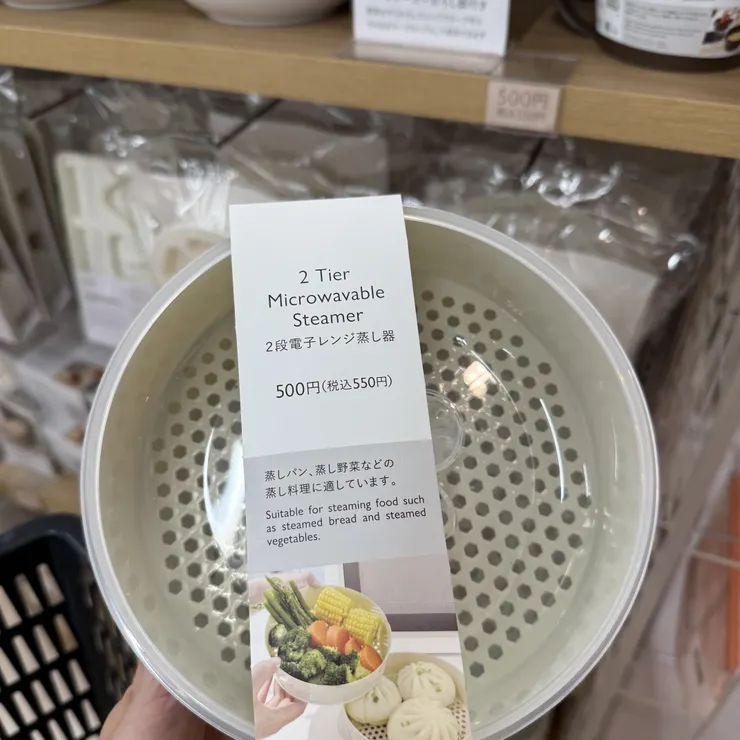 500円
2 Tier
Microwavable
Steamer
2段電子レンジ蒸し器
500円(税込550円)
蒸しパン、蒸し野菜などの
蒸し料理に適しています。
Suitable for steaming food such
as steamed bread and steamed
vegetables.